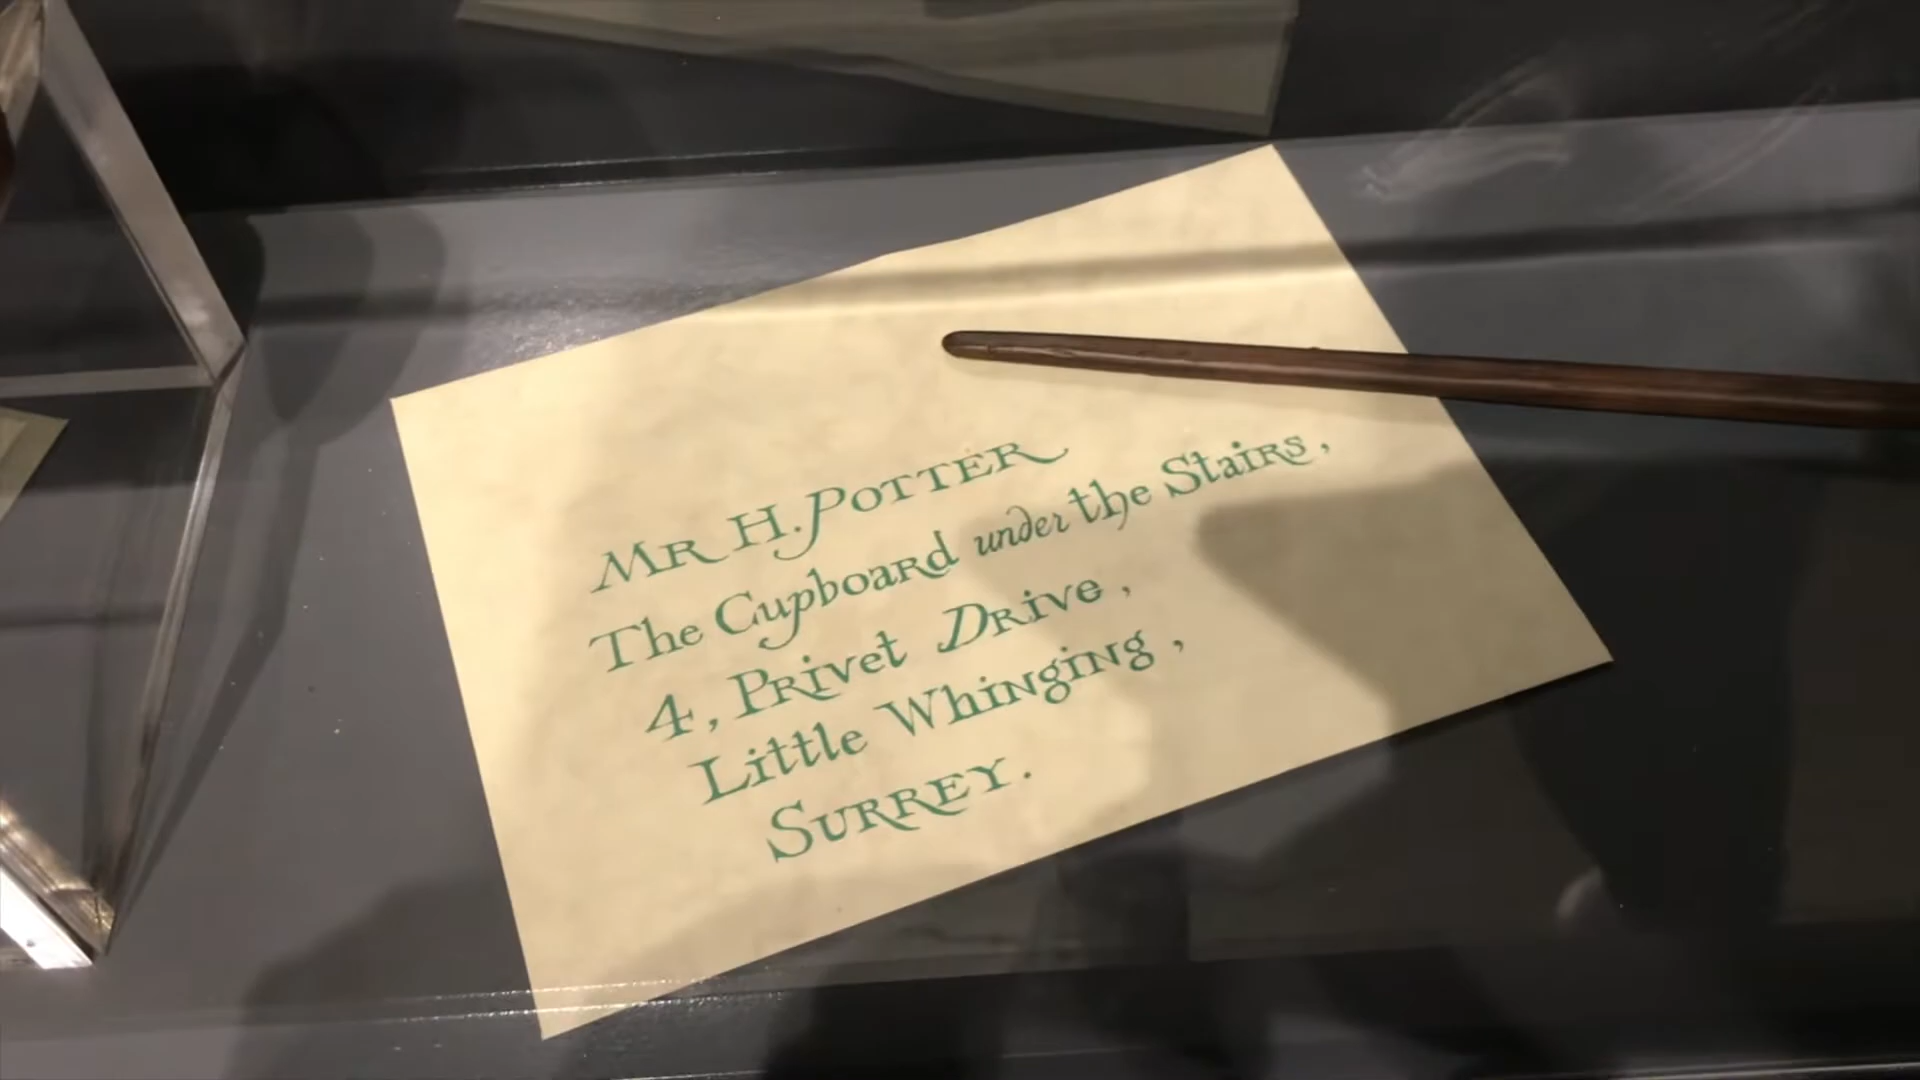 Mr H. Potter
The Cupboard under the Stairs,
4, Privet Drive,
Little Whinging,
Surrey.